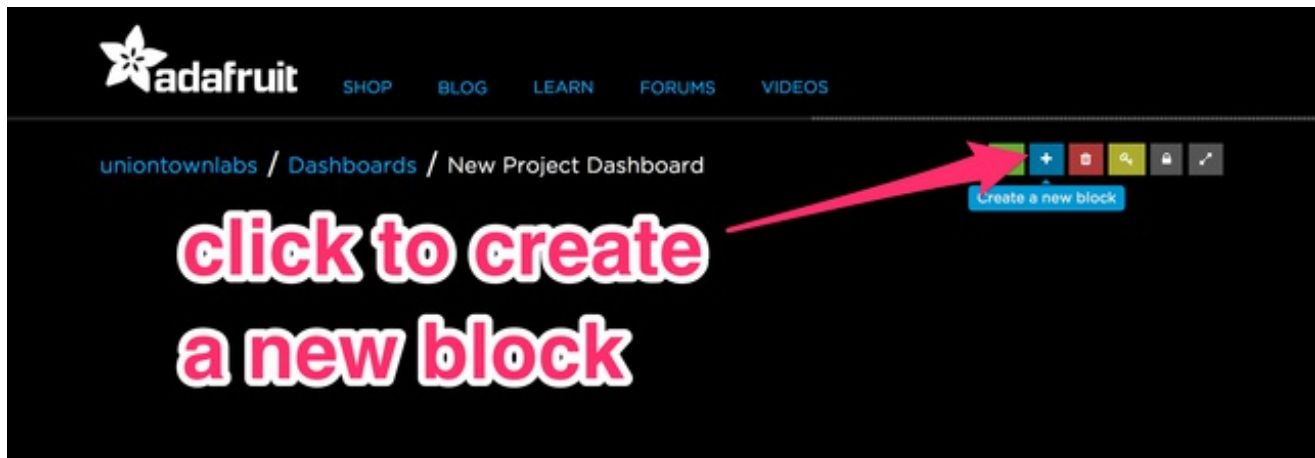 adafruit SHOP BLOG LEARN FORUMS VIDEOS
uniontownlabs / Dashboards / New Project Dashboard
Create a new block
click to create
a new block